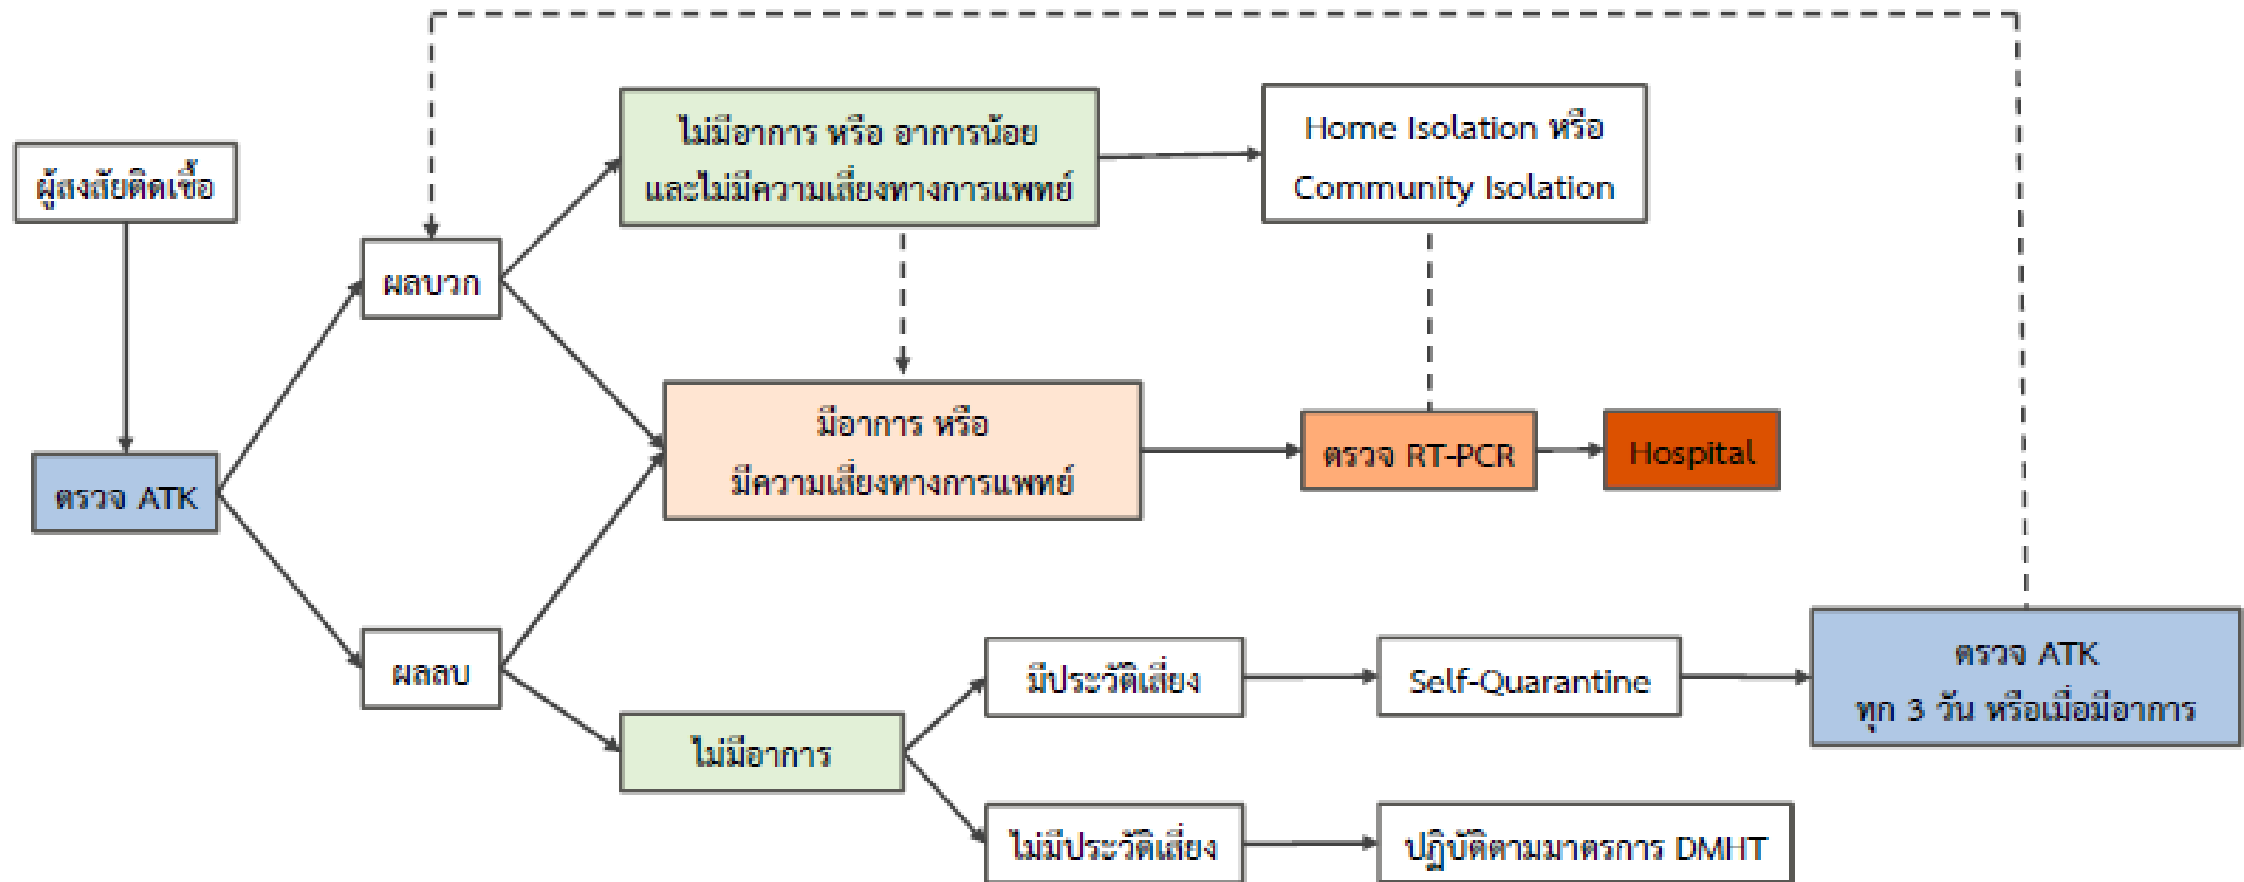 ผู้สงสัยติดเชื้อ
ตรวจ ATK
ผลบวก
ผลลบ
ไม่มีอาการ หรือ อาการน้อย
และไม่มีความเสี่ยงทางการแพทย์
Home Isolation หรือ
Community Isolation
มีอาการ หรือ
มีความเสี่ยงทางการแพทย์
ตรวจ RT-PCR
Hospital
ไม่มีอาการ
มีประวัติเสี่ยง
Self-Quarantine
ตรวจ ATK
ทุก 3 วัน หรือเมื่อมีอาการ
ไม่มีประวัติเสี่ยง
ปฏิบัติตามมาตรการ DMHT